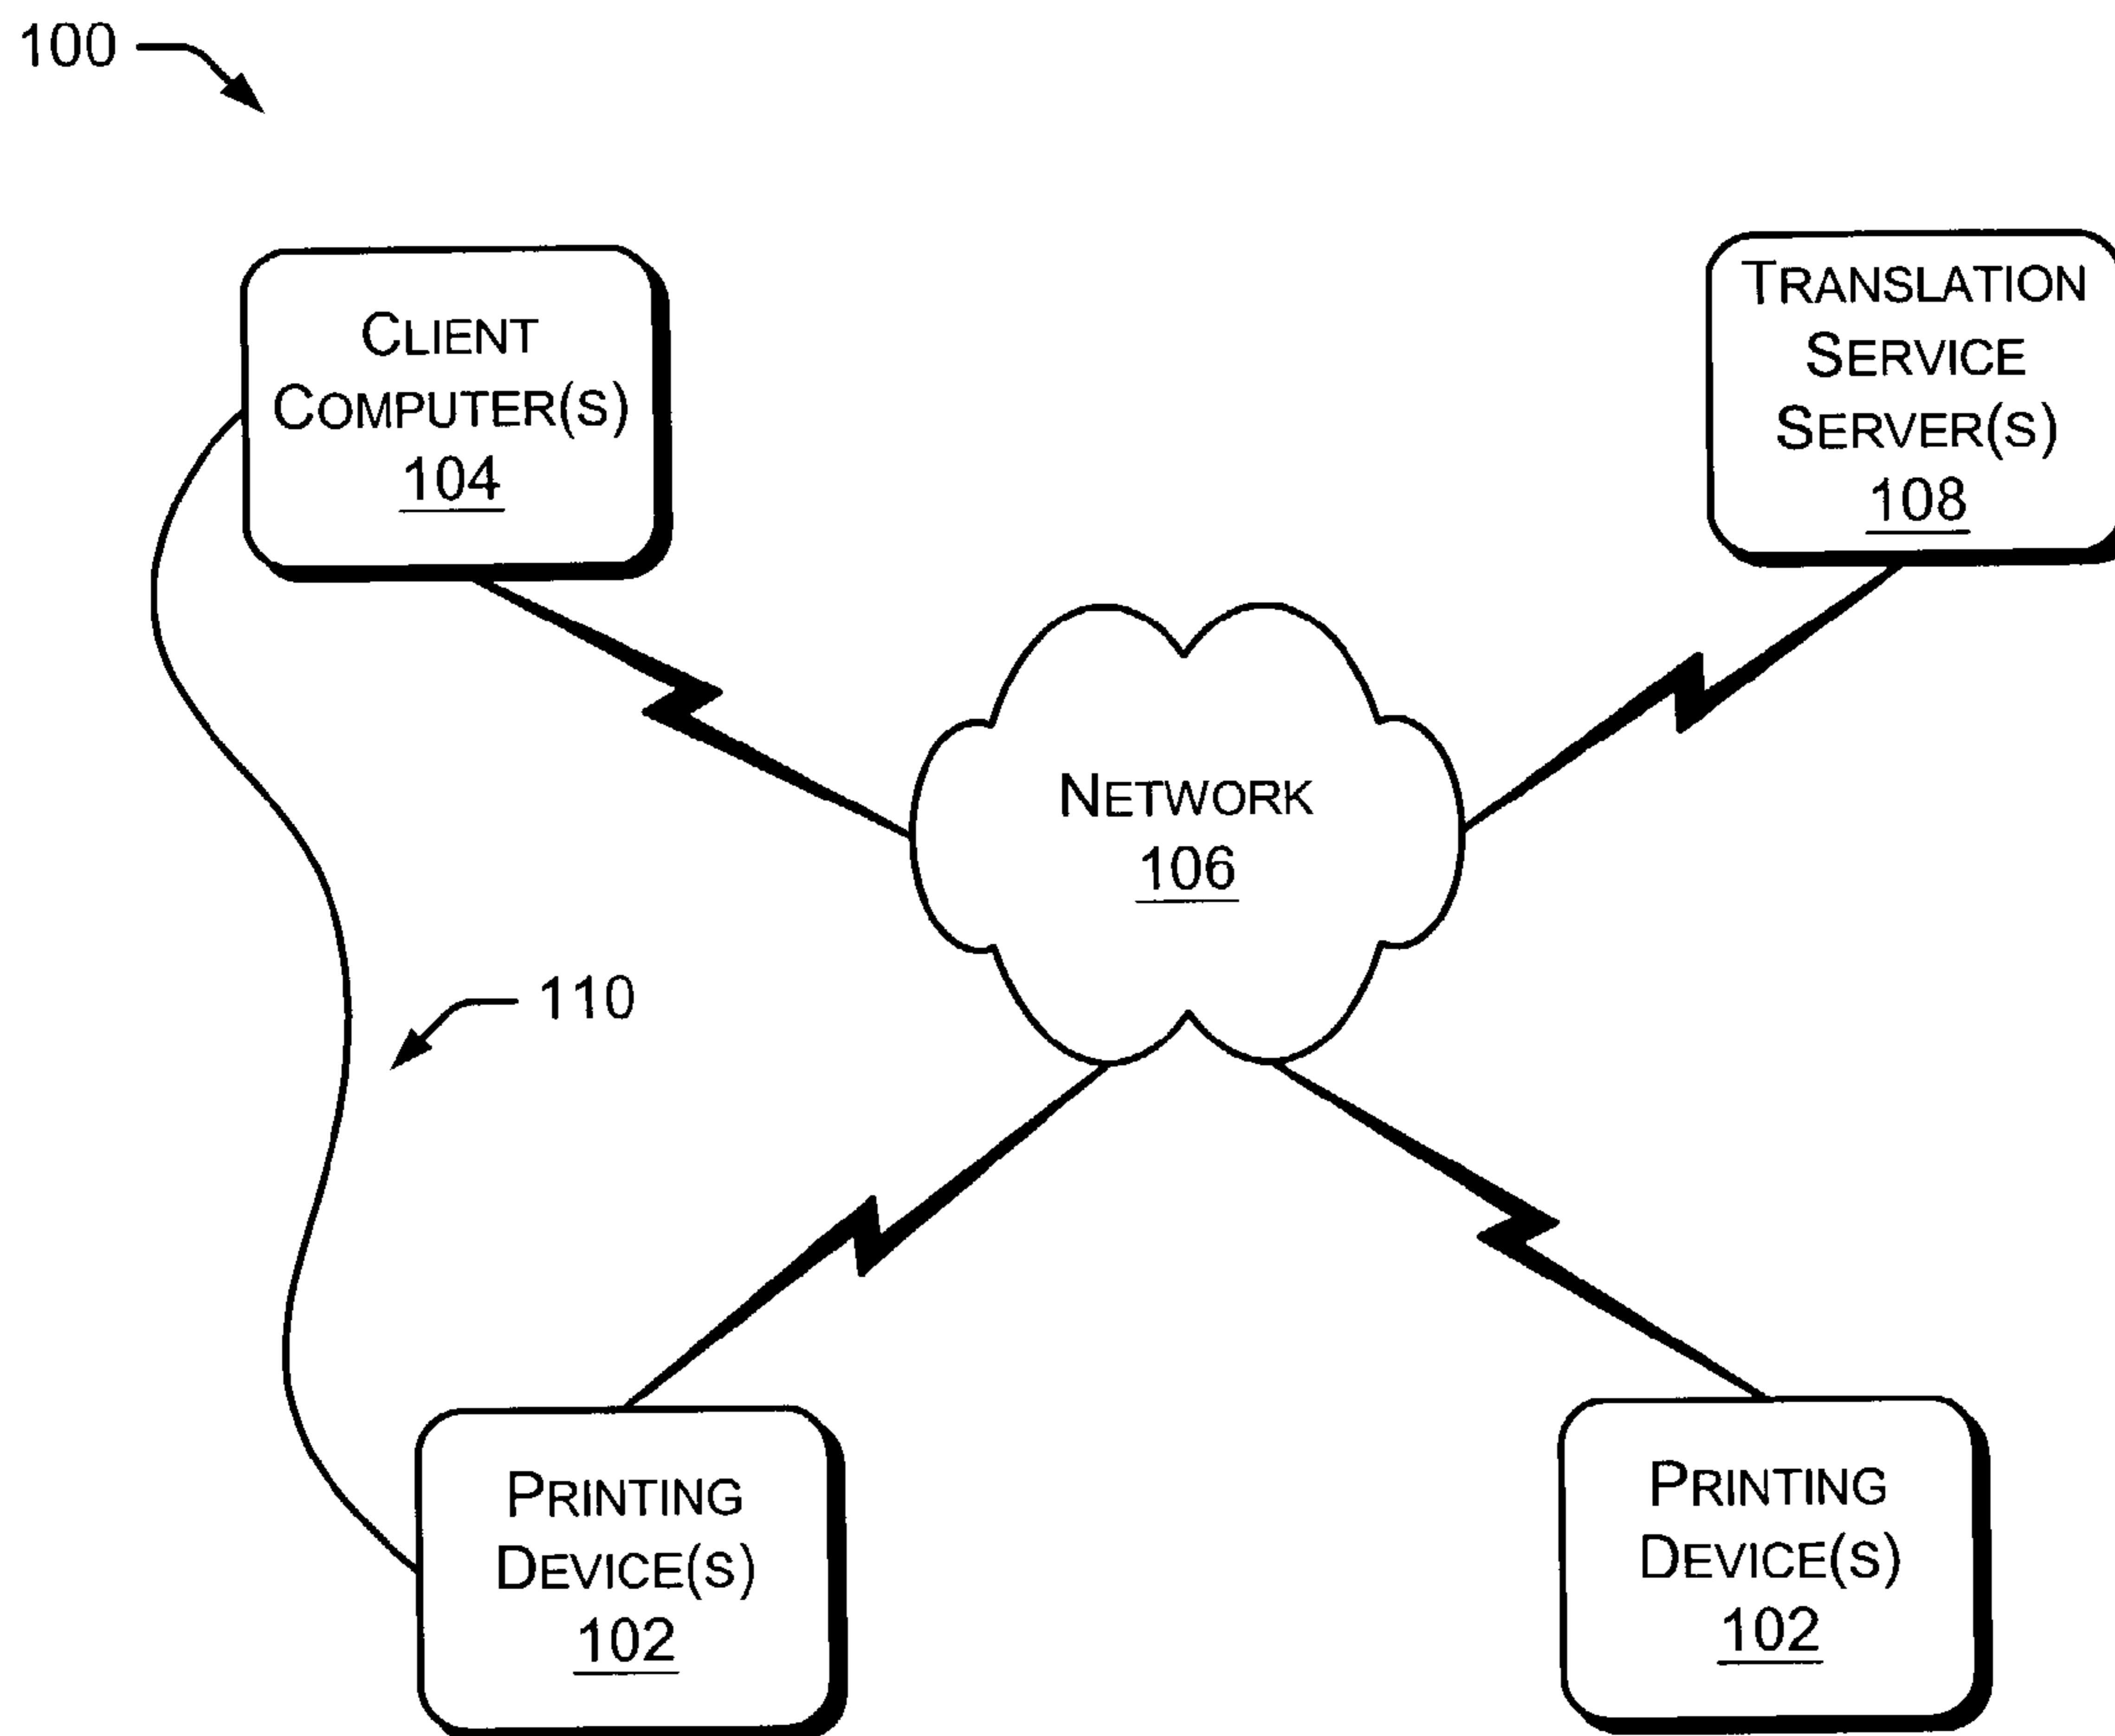 100
CLIENT
COMPUTER(S)
104
TRANSLATION
SERVICE
SERVER(S)
108
NETWORK
106
110
PRINTING
DEVICE(S)
102
PRINTING
DEVICE(S)
102